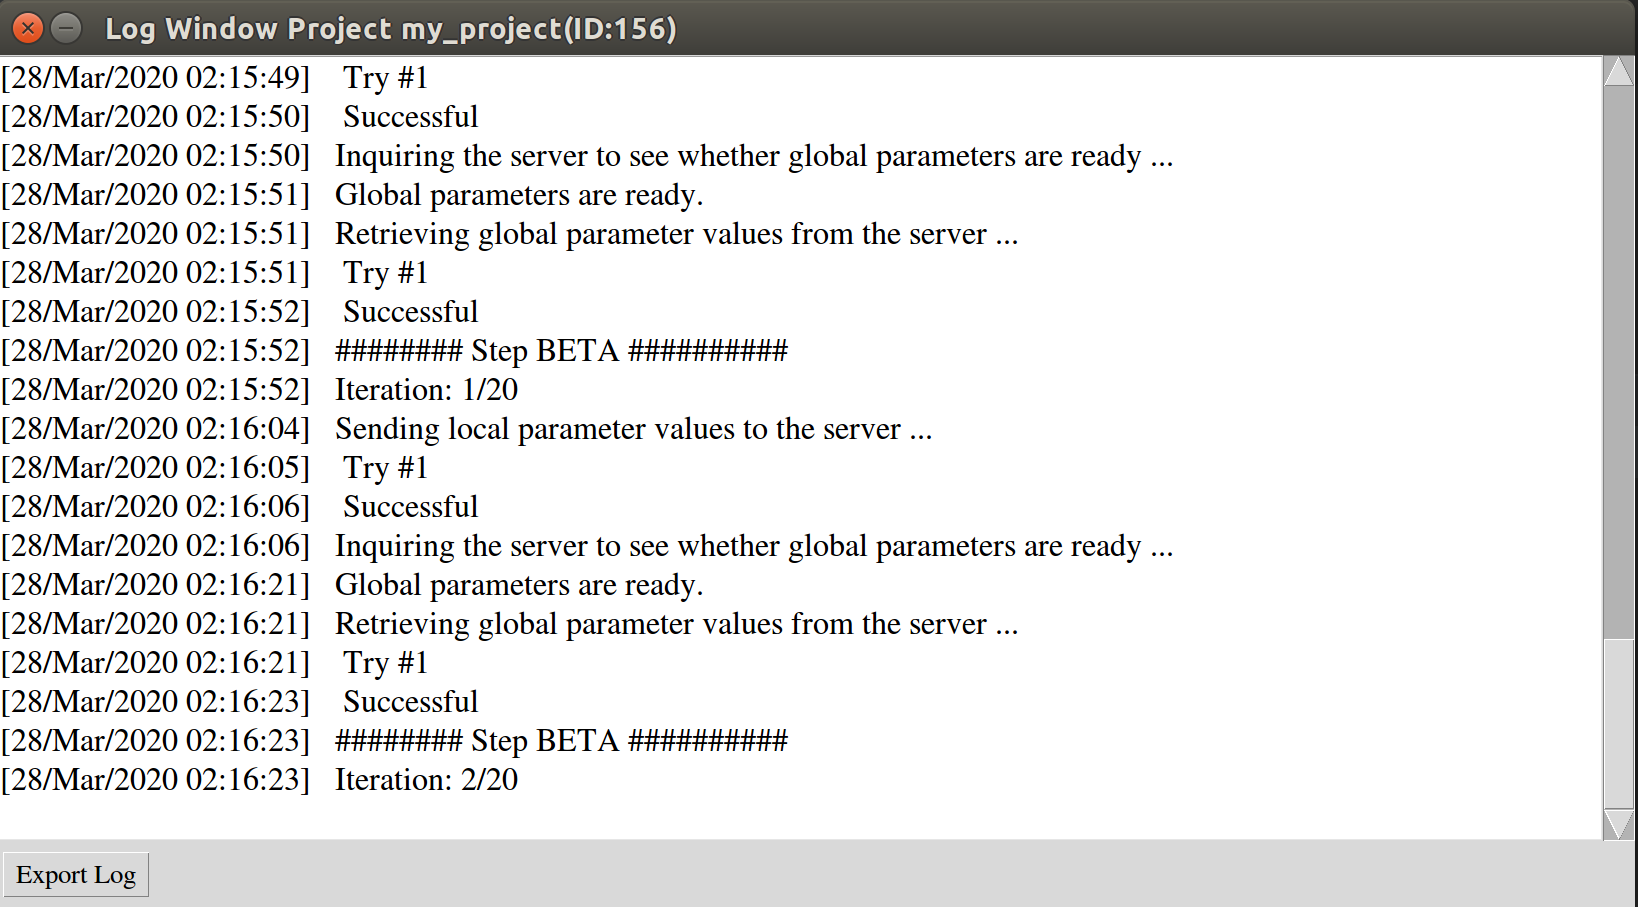 Log Window Project my_project(ID:156)
[28/Mar/2020 02:15:49] Try #1
[28/Mar/2020 02:15:50] Successful
[28/Mar/2020 02:15:50] Inquiring the server to see whether global parameters are ready ...
[28/Mar/2020 02:15:51] Global parameters are ready.
[28/Mar/2020 02:15:51] Retrieving global parameter values from the server ...
[28/Mar/2020 02:15:51] Try #1
[28/Mar/2020 02:15:52] Successful
[28/Mar/2020 02:15:52] ######## Step BETA ##########
[28/Mar/2020 02:15:52] Iteration: 1/20
[28/Mar/2020 02:16:04] Sending local parameter values to the server ...
[28/Mar/2020 02:16:05] Try #1
[28/Mar/2020 02:16:06] Successful
[28/Mar/2020 02:16:06] Inquiring the server to see whether global parameters are ready ...
[28/Mar/2020 02:16:21] Global parameters are ready.
[28/Mar/2020 02:16:21] Retrieving global parameter values from the server ...
[28/Mar/2020 02:16:21] Try #1
[28/Mar/2020 02:16:23] Successful
[28/Mar/2020 02:16:23] ######## Step BETA ##########
[28/Mar/2020 02:16:23] Iteration: 2/20
Export Log